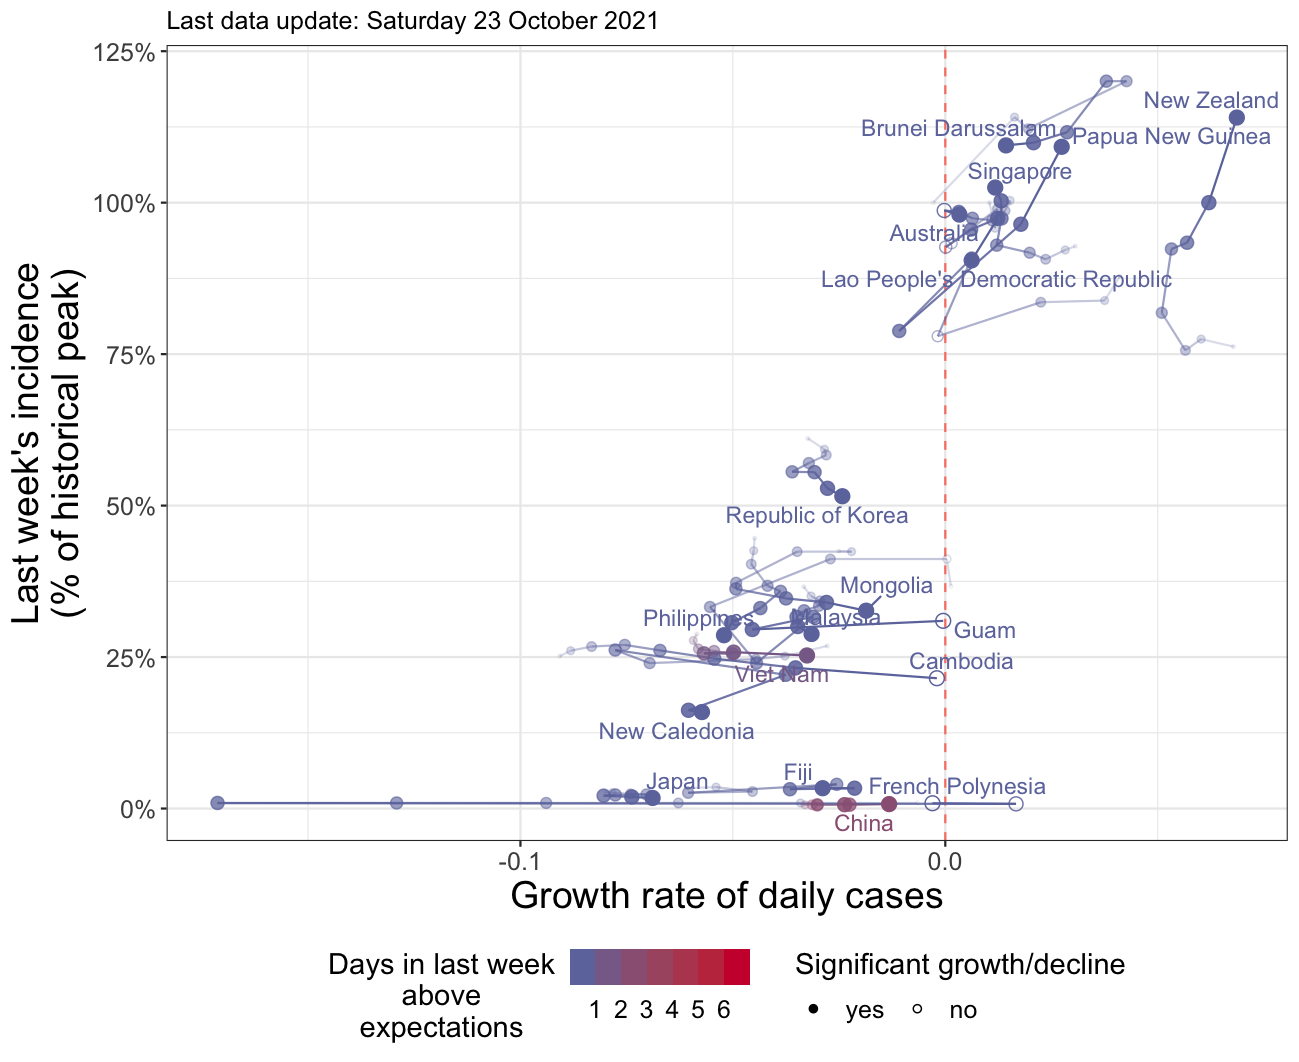 Last data update: Saturday 23 October 2021
125%
100%
75%
50%
25%
0%
Last week's incidence
(% of historical peak)
New Zealand
Brunei Darussalam
Papua New Guinea
Singapore
Australia
Lao People's Democratic Republic
Republic of Korea
Mongolia
Philippines
Malaysia
Guam
Cambodia
Viet Nam
New Caledonia
Japan
Fiji
French Polynesia
China
-0.1
0.0
Growth rate of daily cases
Days in last week
above
expectations
1 2 3 4 5 6
Significant growth/decline
yes
no